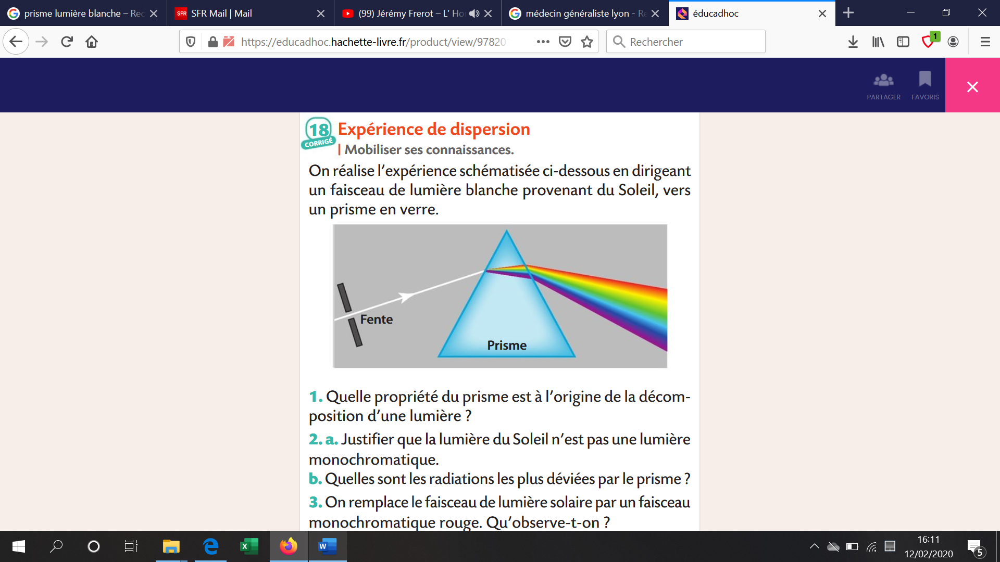 prisme lumière blanche – Rec
SFR
SFR Mail | Mail
(99) Jérémy Frerot – L' Ho
médecin généraliste lyon - Re
éducadhoc
https://educadhoc.hachette-livre.fr/product/view/97820
Rechercher
1
PARTAGER
FAVORIS
18
CORRIGÉ
Expérience de dispersion
| Mobiliser ses connaissances.
On réalise l'expérience schématisée ci-dessous en dirigeant
un faisceau de lumière blanche provenant du Soleil, vers
un prisme en verre.
Fente
Prisme
1. Quelle propriété du prisme est à l'origine de la décom-
position d'une lumière ?
2. a. Justifier que la lumière du Soleil n'est pas une lumière
monochromatique.
b. Quelles sont les radiations les plus déviées par le prisme ?
3. On remplace le faisceau de lumière solaire par un faisceau
monochromatique rouge. Qu'observe-t-on ?
16:11
12/02/2020
5